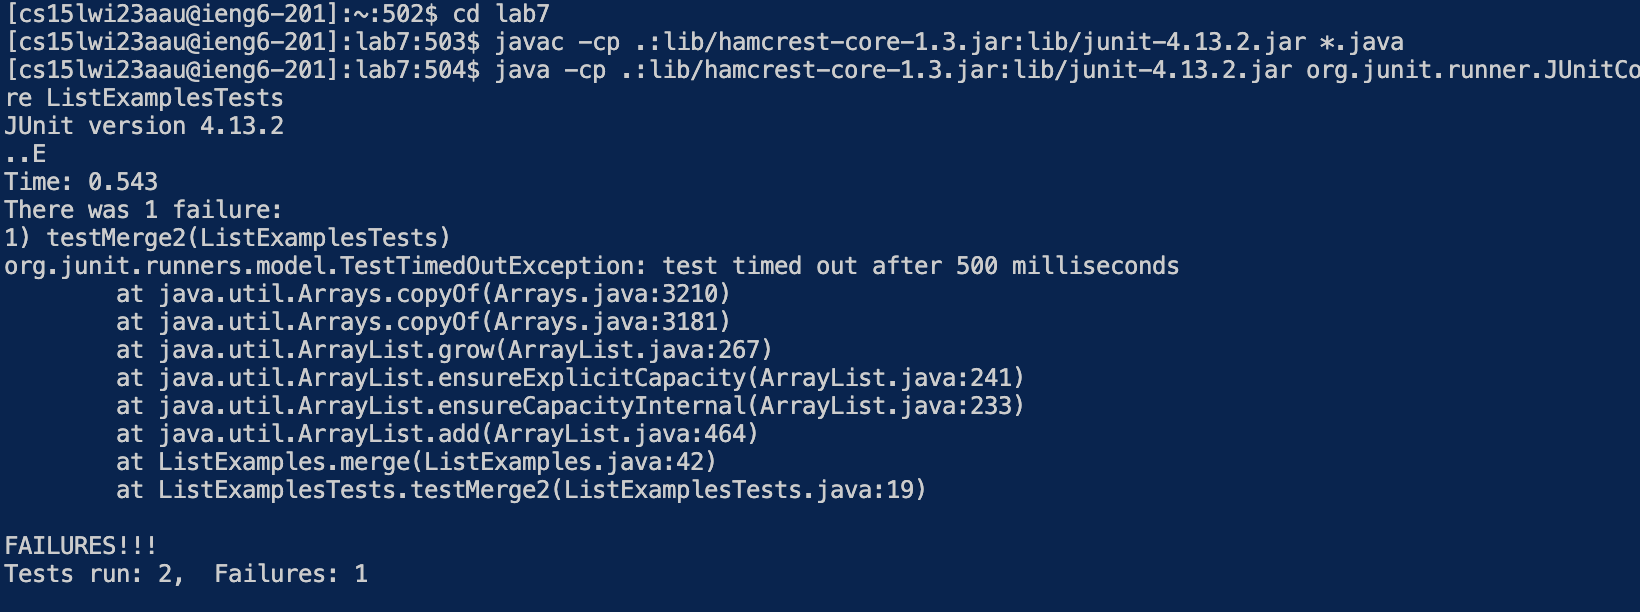 [cs15lwi23aau@ieng6-201]:~:502$ cd lab7
[cs15lwi23aau@ieng6-201]:lab7:503$ javac -cp .:lib/hamcrest-core-1.3.jar:lib/junit-4.13.2.jar *.java
[cs15lwi23aau@ieng6-201]:lab7:504$ java -cp .:lib/hamcrest-core-1.3.jar:lib/junit-4.13.2.jar org.junit.runner.JUnitCo
re ListExamplesTests
JUnit version 4.13.2
..E
Time: 0.543
There was 1 failure:
1) testMerge2(ListExamplesTests)
org.junit.runners.model.TestTimedOutException: test timed out after 500 milliseconds
        at java.util.Arrays.copyOf(Arrays.java:3210)
        at java.util.Arrays.copyOf(Arrays.java:3181)
        at java.util.ArrayList.grow(ArrayList.java:267)
        at java.util.ArrayList.ensureExplicitCapacity(ArrayList.java:241)
        at java.util.ArrayList.ensureCapacityInternal(ArrayList.java:233)
        at java.util.ArrayList.add(ArrayList.java:464)
        at ListExamples.merge(ListExamples.java:42)
        at ListExamplesTests.testMerge2(ListExamplesTests.java:19)

FAILURES!!!
Tests run: 2,  Failures: 1